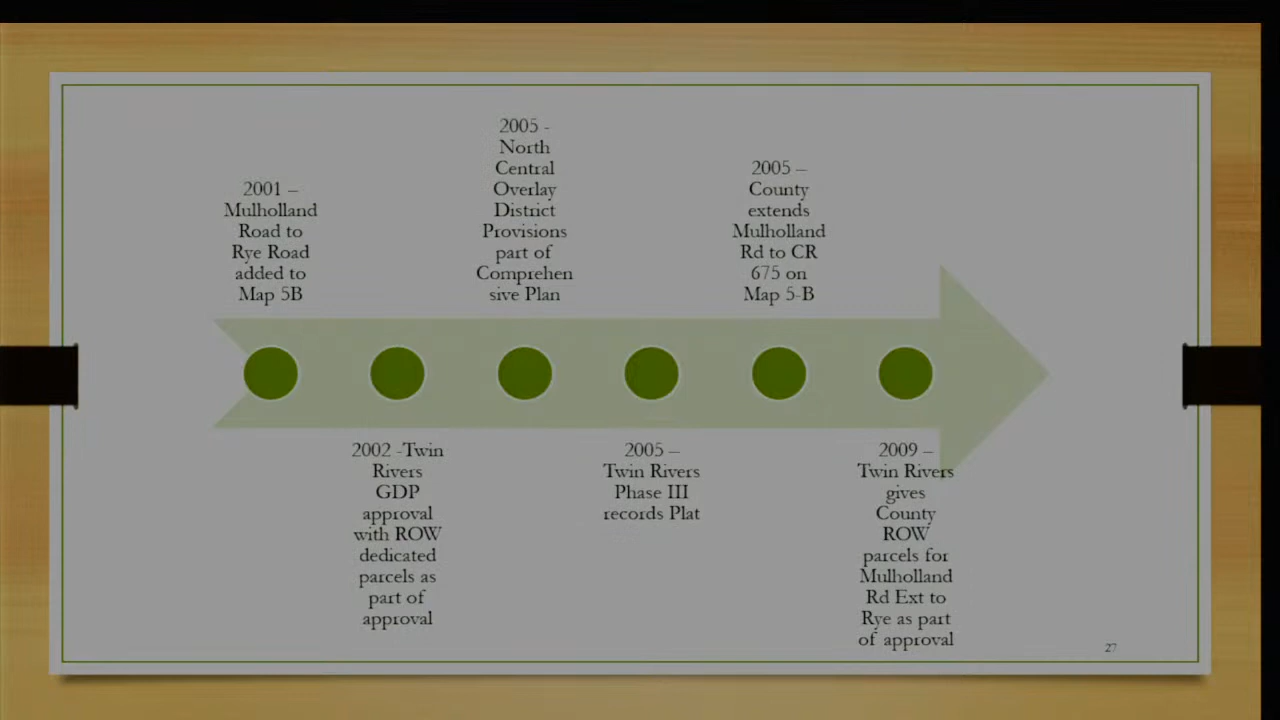 2001 –
Mulholland
Road to
Rye Road
added to
Map 5B
2002 -Twin
Rivers
GDP
approval
with ROW
dedicated
parcels as
part of
approval
2005 -
North
Central
Overlay
District
Provisions
part of
Comprehen
sive Plan
2005 –
Twin Rivers
Phase III
records Plat
2005 –
County
extends
Mulholland
Rd to CR
675 on
Map 5-B
2009 –
Twin Rivers
gives
County
ROW
parcels for
Mulholland
Rd Ext to
Rye as part
of approval
27